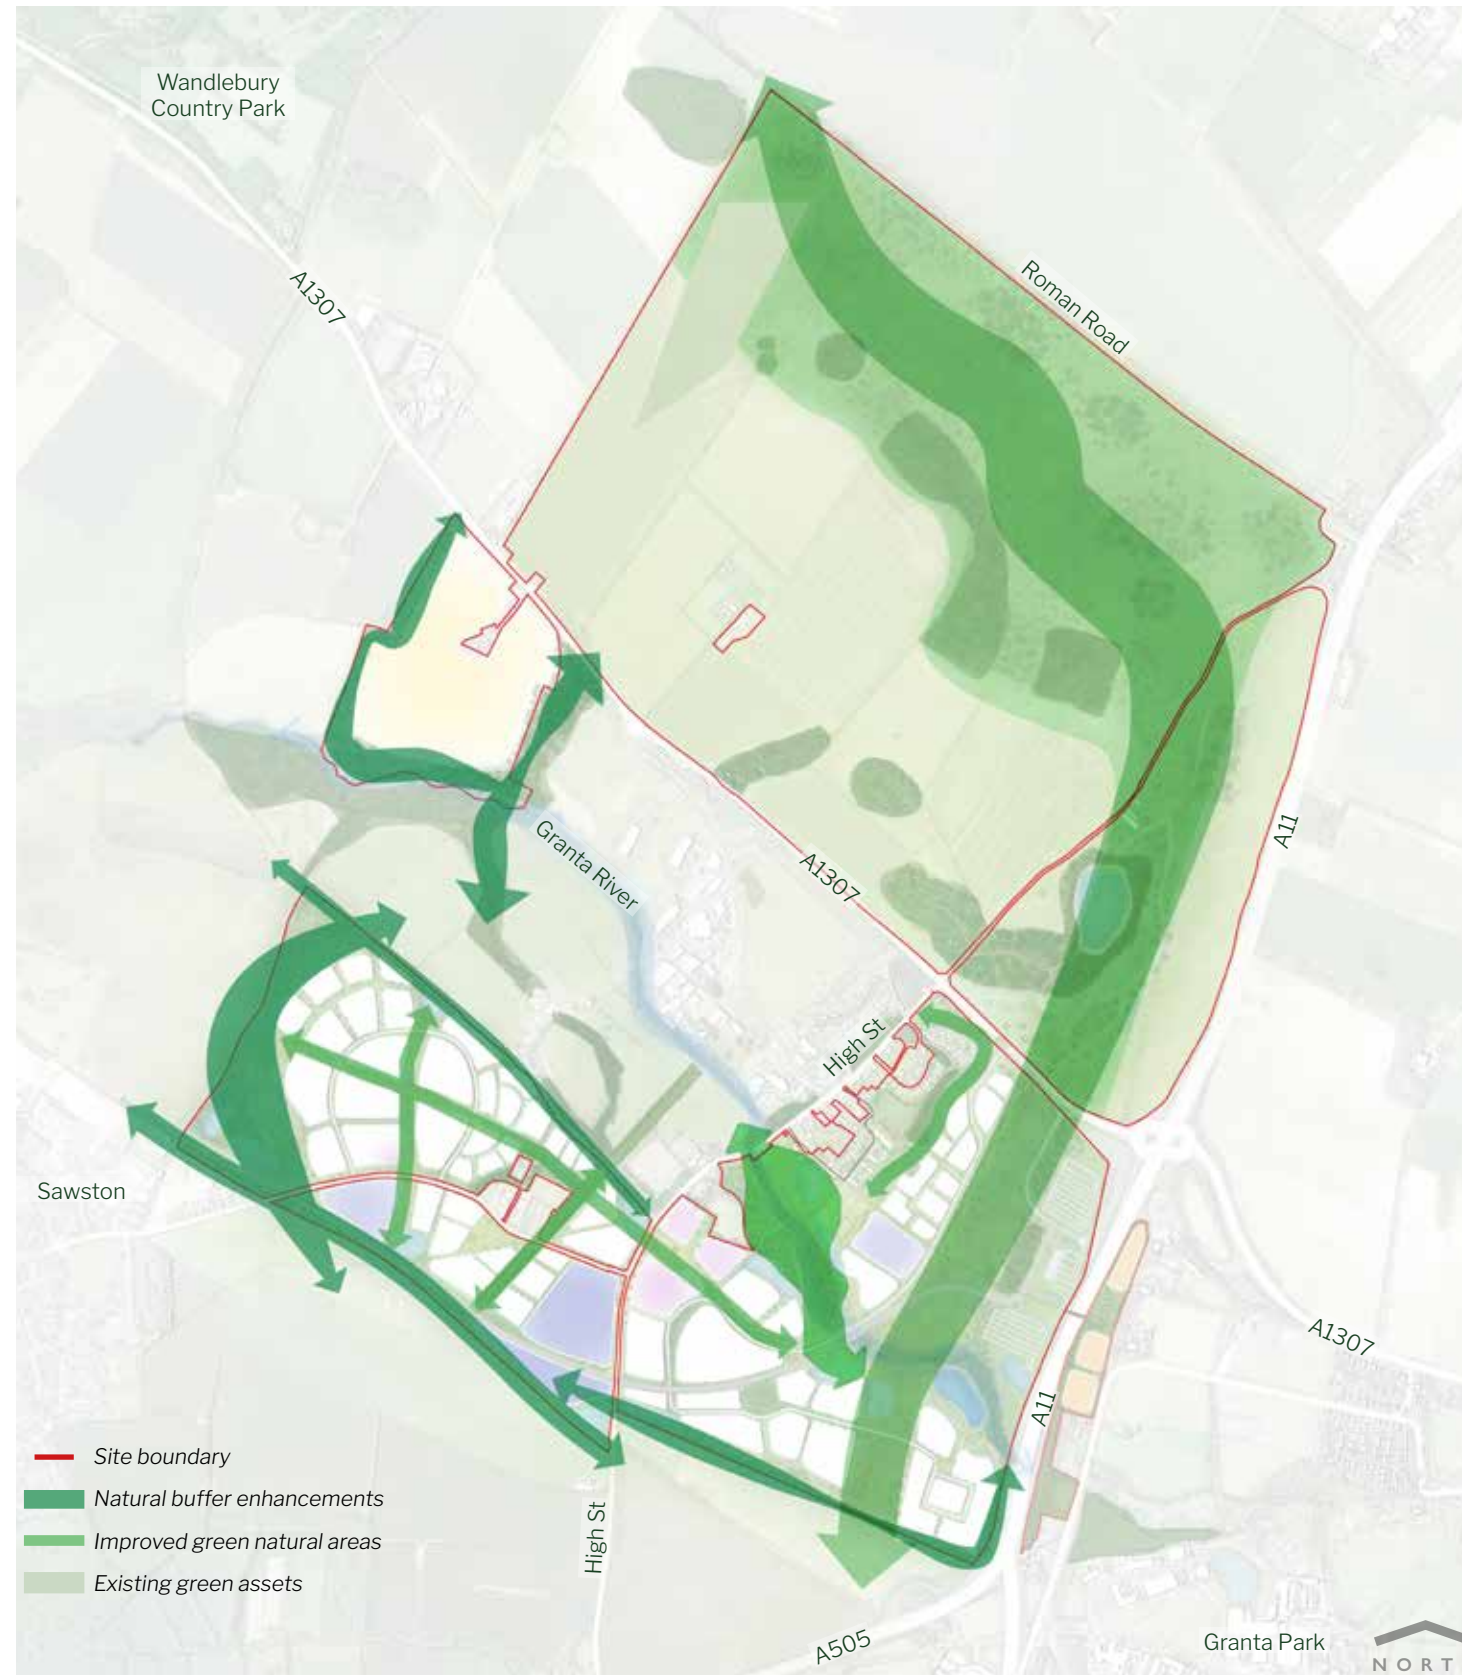 Wandlebury
Country Park
A1307
Roman Road
A11
Granta River
A1307
High St
Sawston
A1307
A11
Site boundary
Natural buffer enhancements
Improved green natural areas
Existing green assets
High St
A505
Granta Park
NORT